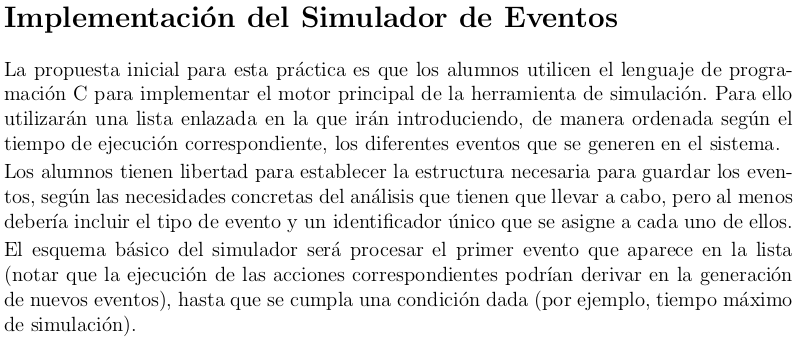 Implementación del Simulador de Eventos
La propuesta inicial para esta práctica es que los alumnos utilicen el lenguaje de progra-
mación C para implementar el motor principal de la herramienta de simulación. Para ello
utilizarán una lista enlazada en la que irán introduciendo, de manera ordenada según el
tiempo de ejecución correspondiente, los diferentes eventos que se generen en el sistema.
Los alumnos tienen libertad para establecer la estructura necesaria para guardar los even-
tos, según las necesidades concretas del análisis que tienen que llevar a cabo, pero al menos
debería incluir el tipo de evento y un identificador único que se asigne a cada uno de ellos.
El esquema básico del simulador será procesar el primer evento que aparece en la lista
(notar que la ejecución de las acciones correspondientes podrían derivar en la generación
de nuevos eventos), hasta que se cumpla una condición dada (por ejemplo, tiempo máximo
de simulación).